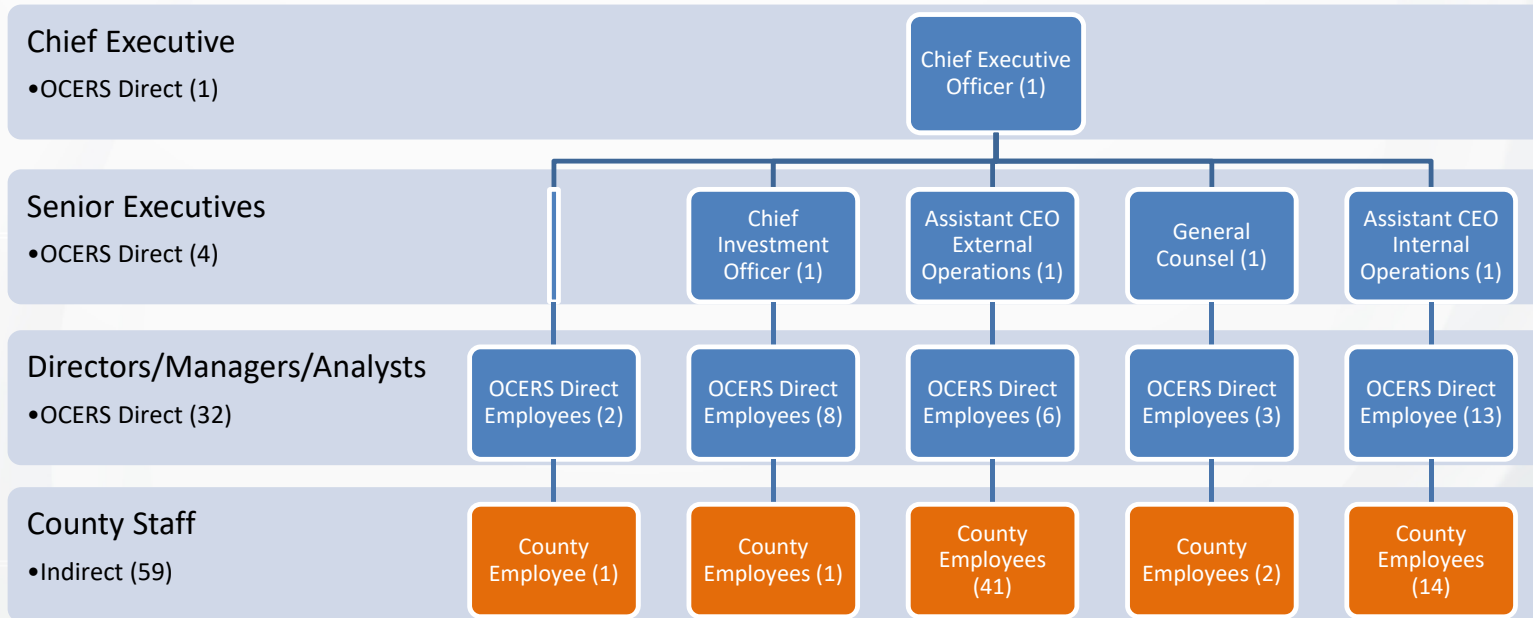 Chief Executive
•OCERS Direct (1)
Chief Executive
Officer (1)
Senior Executives
•OCERS Direct (4)
Chief
Investment
Officer (1)
Assistant CEO
External
Operations (1)
General
Counsel (1)
Assistant CEO
Internal
Operations (1)
Directors/Managers/Analysts
•OCERS Direct (32)
OCERS Direct
Employees (2)
OCERS Direct
Employees (8)
OCERS Direct
Employees (6)
OCERS Direct
Employees (3)
OCERS Direct
Employee (13)
County Staff
•Indirect (59)
County
Employee (1)
County
Employees (1)
County
Employees
(41)
County
Employees (2)
County
Employees
(14)